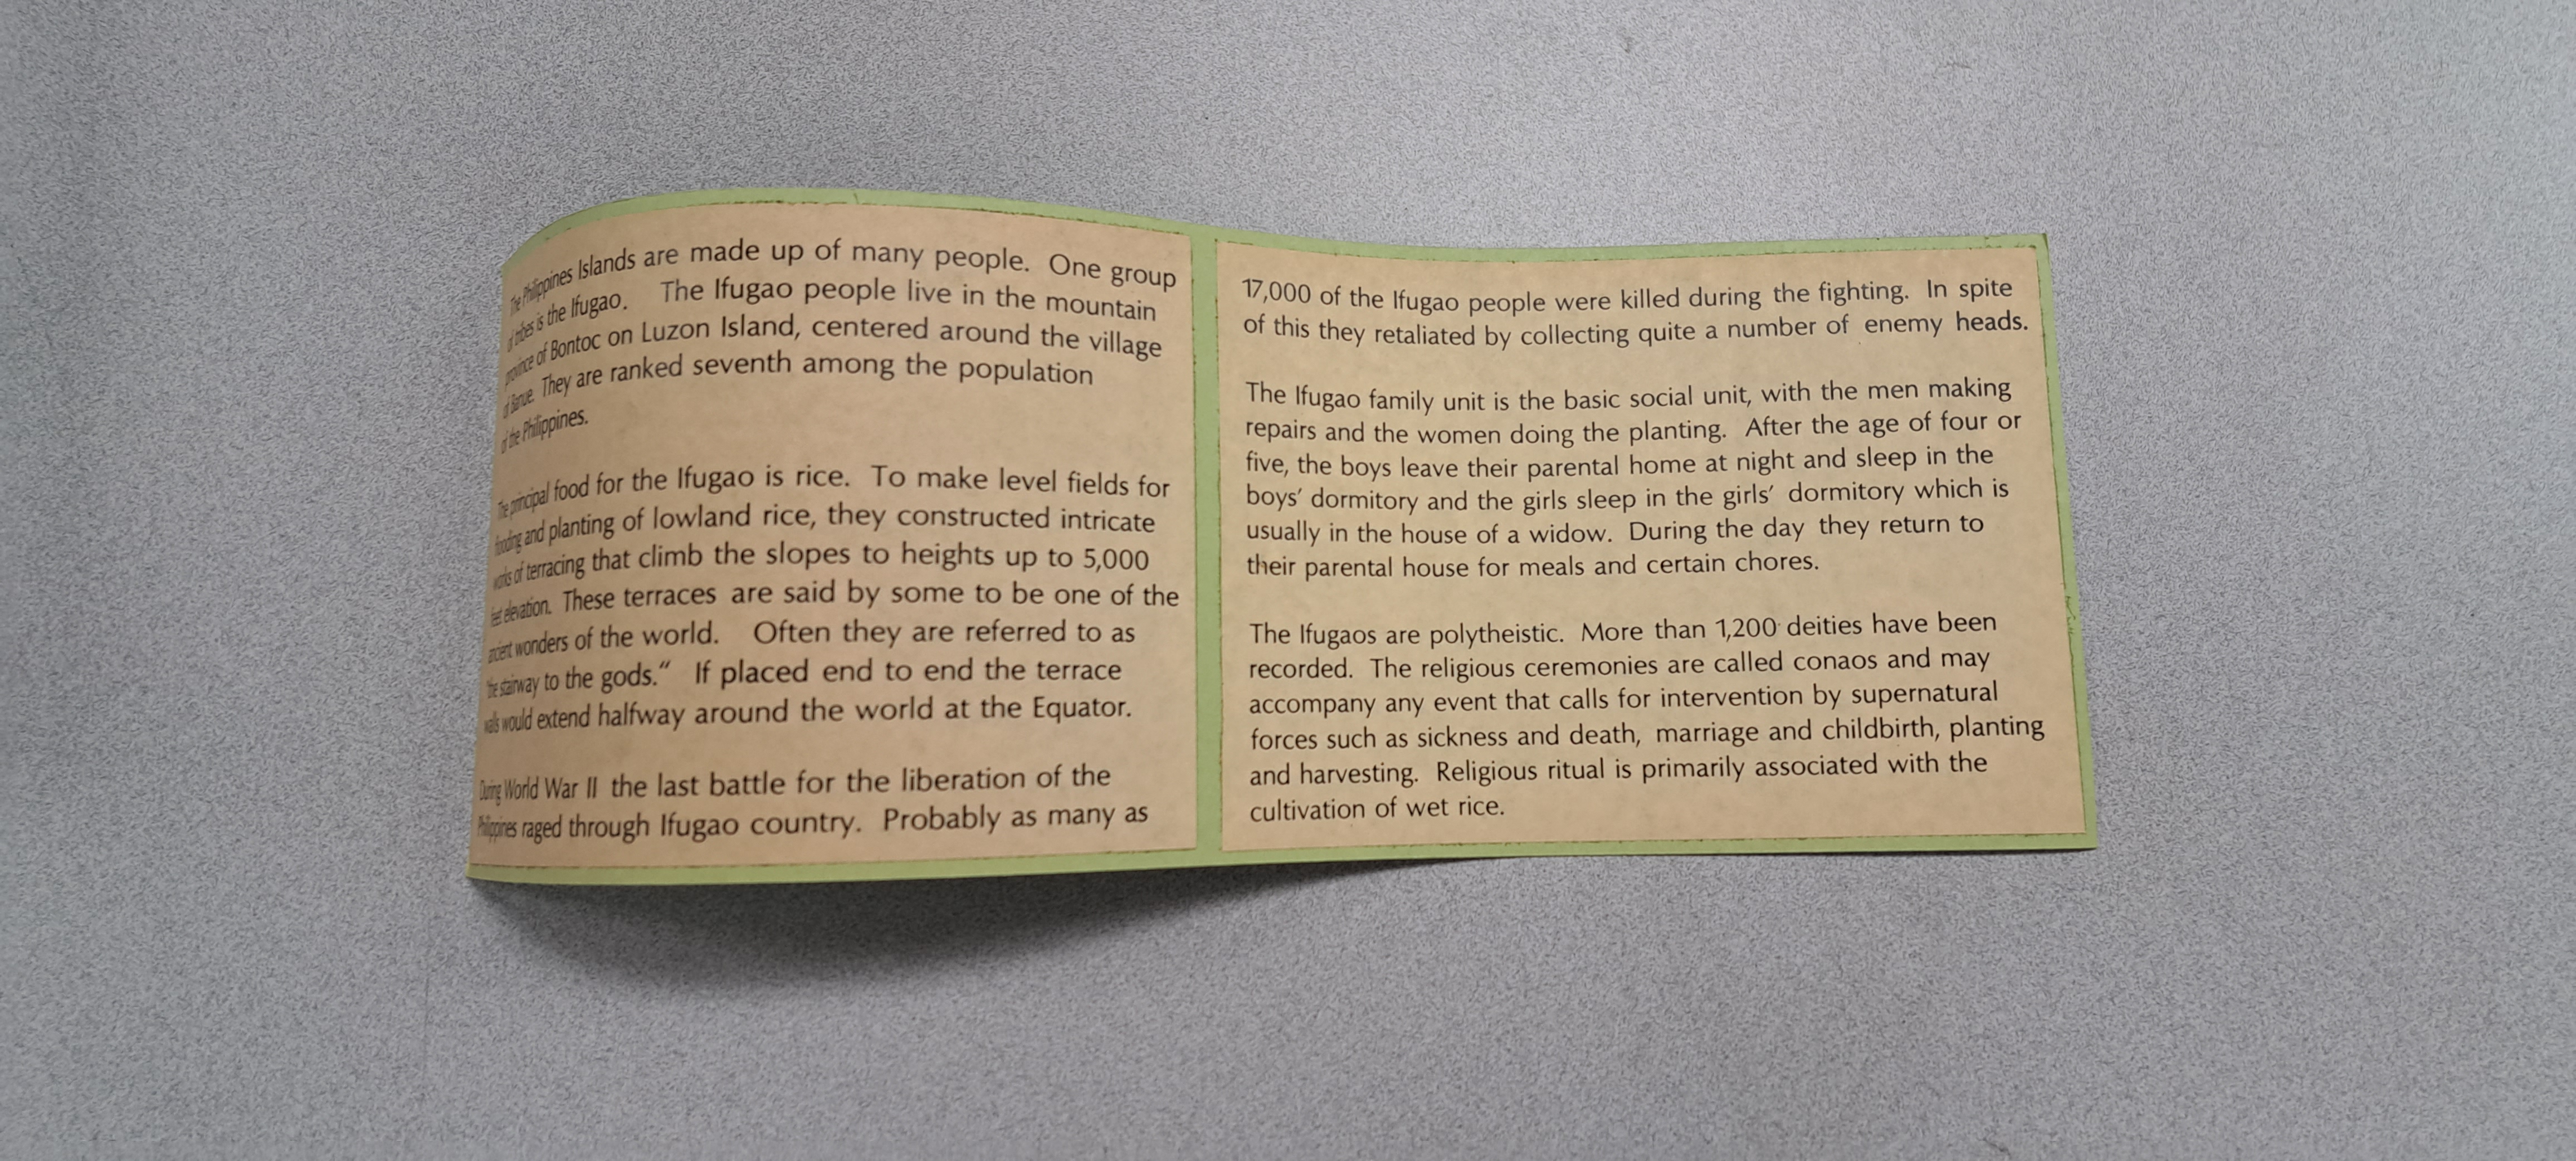 The Philippines Islands are made up of many people. One group
of tribes is the Ifugao. The Ifugao people live in the mountain
province of Bontoc on Luzon Island, centered around the village
of Banue. They are ranked seventh among the population
of the Philippines.
The principal food for the Ifugao is rice. To make level fields for
flooding and planting of lowland rice, they constructed intricate
works of terracing that climb the slopes to heights up to 5,000
feet elevation. These terraces are said by some to be one of the
ancient wonders of the world. Often they are referred to as
"the stairway to the gods." If placed end to end the terrace
walls would extend halfway around the world at the Equator.
During World War II the last battle for the liberation of the
Philippines raged through Ifugao country. Probably as many as
17,000 of the Ifugao people were killed during the fighting. In spite
of this they retaliated by collecting quite a number of enemy heads.
The Ifugao family unit is the basic social unit, with the men making
repairs and the women doing the planting. After the age of four or
five, the boys leave their parental home at night and sleep in the
boys' dormitory and the girls sleep in the girls' dormitory which is
usually in the house of a widow. During the day they return to
their parental house for meals and certain chores.
The Ifugaos are polytheistic. More than 1,200 deities have been
recorded. The religious ceremonies are called conaos and may
accompany any event that calls for intervention by supernatural
forces such as sickness and death, marriage and childbirth, planting
and harvesting. Religious ritual is primarily associated with the
cultivation of wet rice.